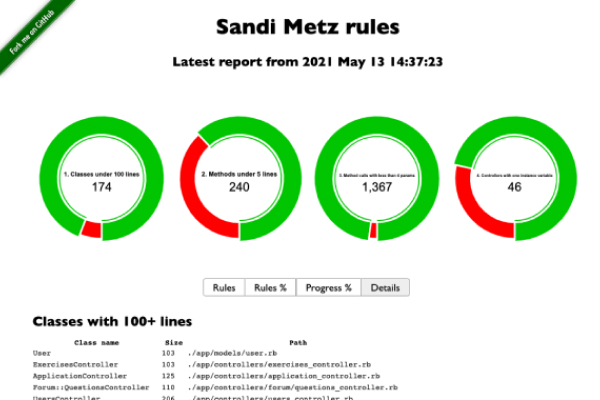 Fork me on GitHub
Sandi Metz rules
Latest report from 2021 May 13 14:37:23
1. Classes under 100 lines
174
2. Methods under 5 lines
240
3. Method calls with less than 4 params
1,367
4. Controllers with one instance variable
46
Rules Rules % Progress % Details
Classes with 100+ lines
Class name Size Path
User 103 ./app/models/user.rb
ExercisesController 103 ./app/controllers/exercises_controller.rb
ApplicationController 125 ./app/controllers/application_controller.rb
Forum::QuestionsController 110 ./app/controllers/forum/questions_controller.rb
UsersController 206 ./app/controllers/users_controller.rb